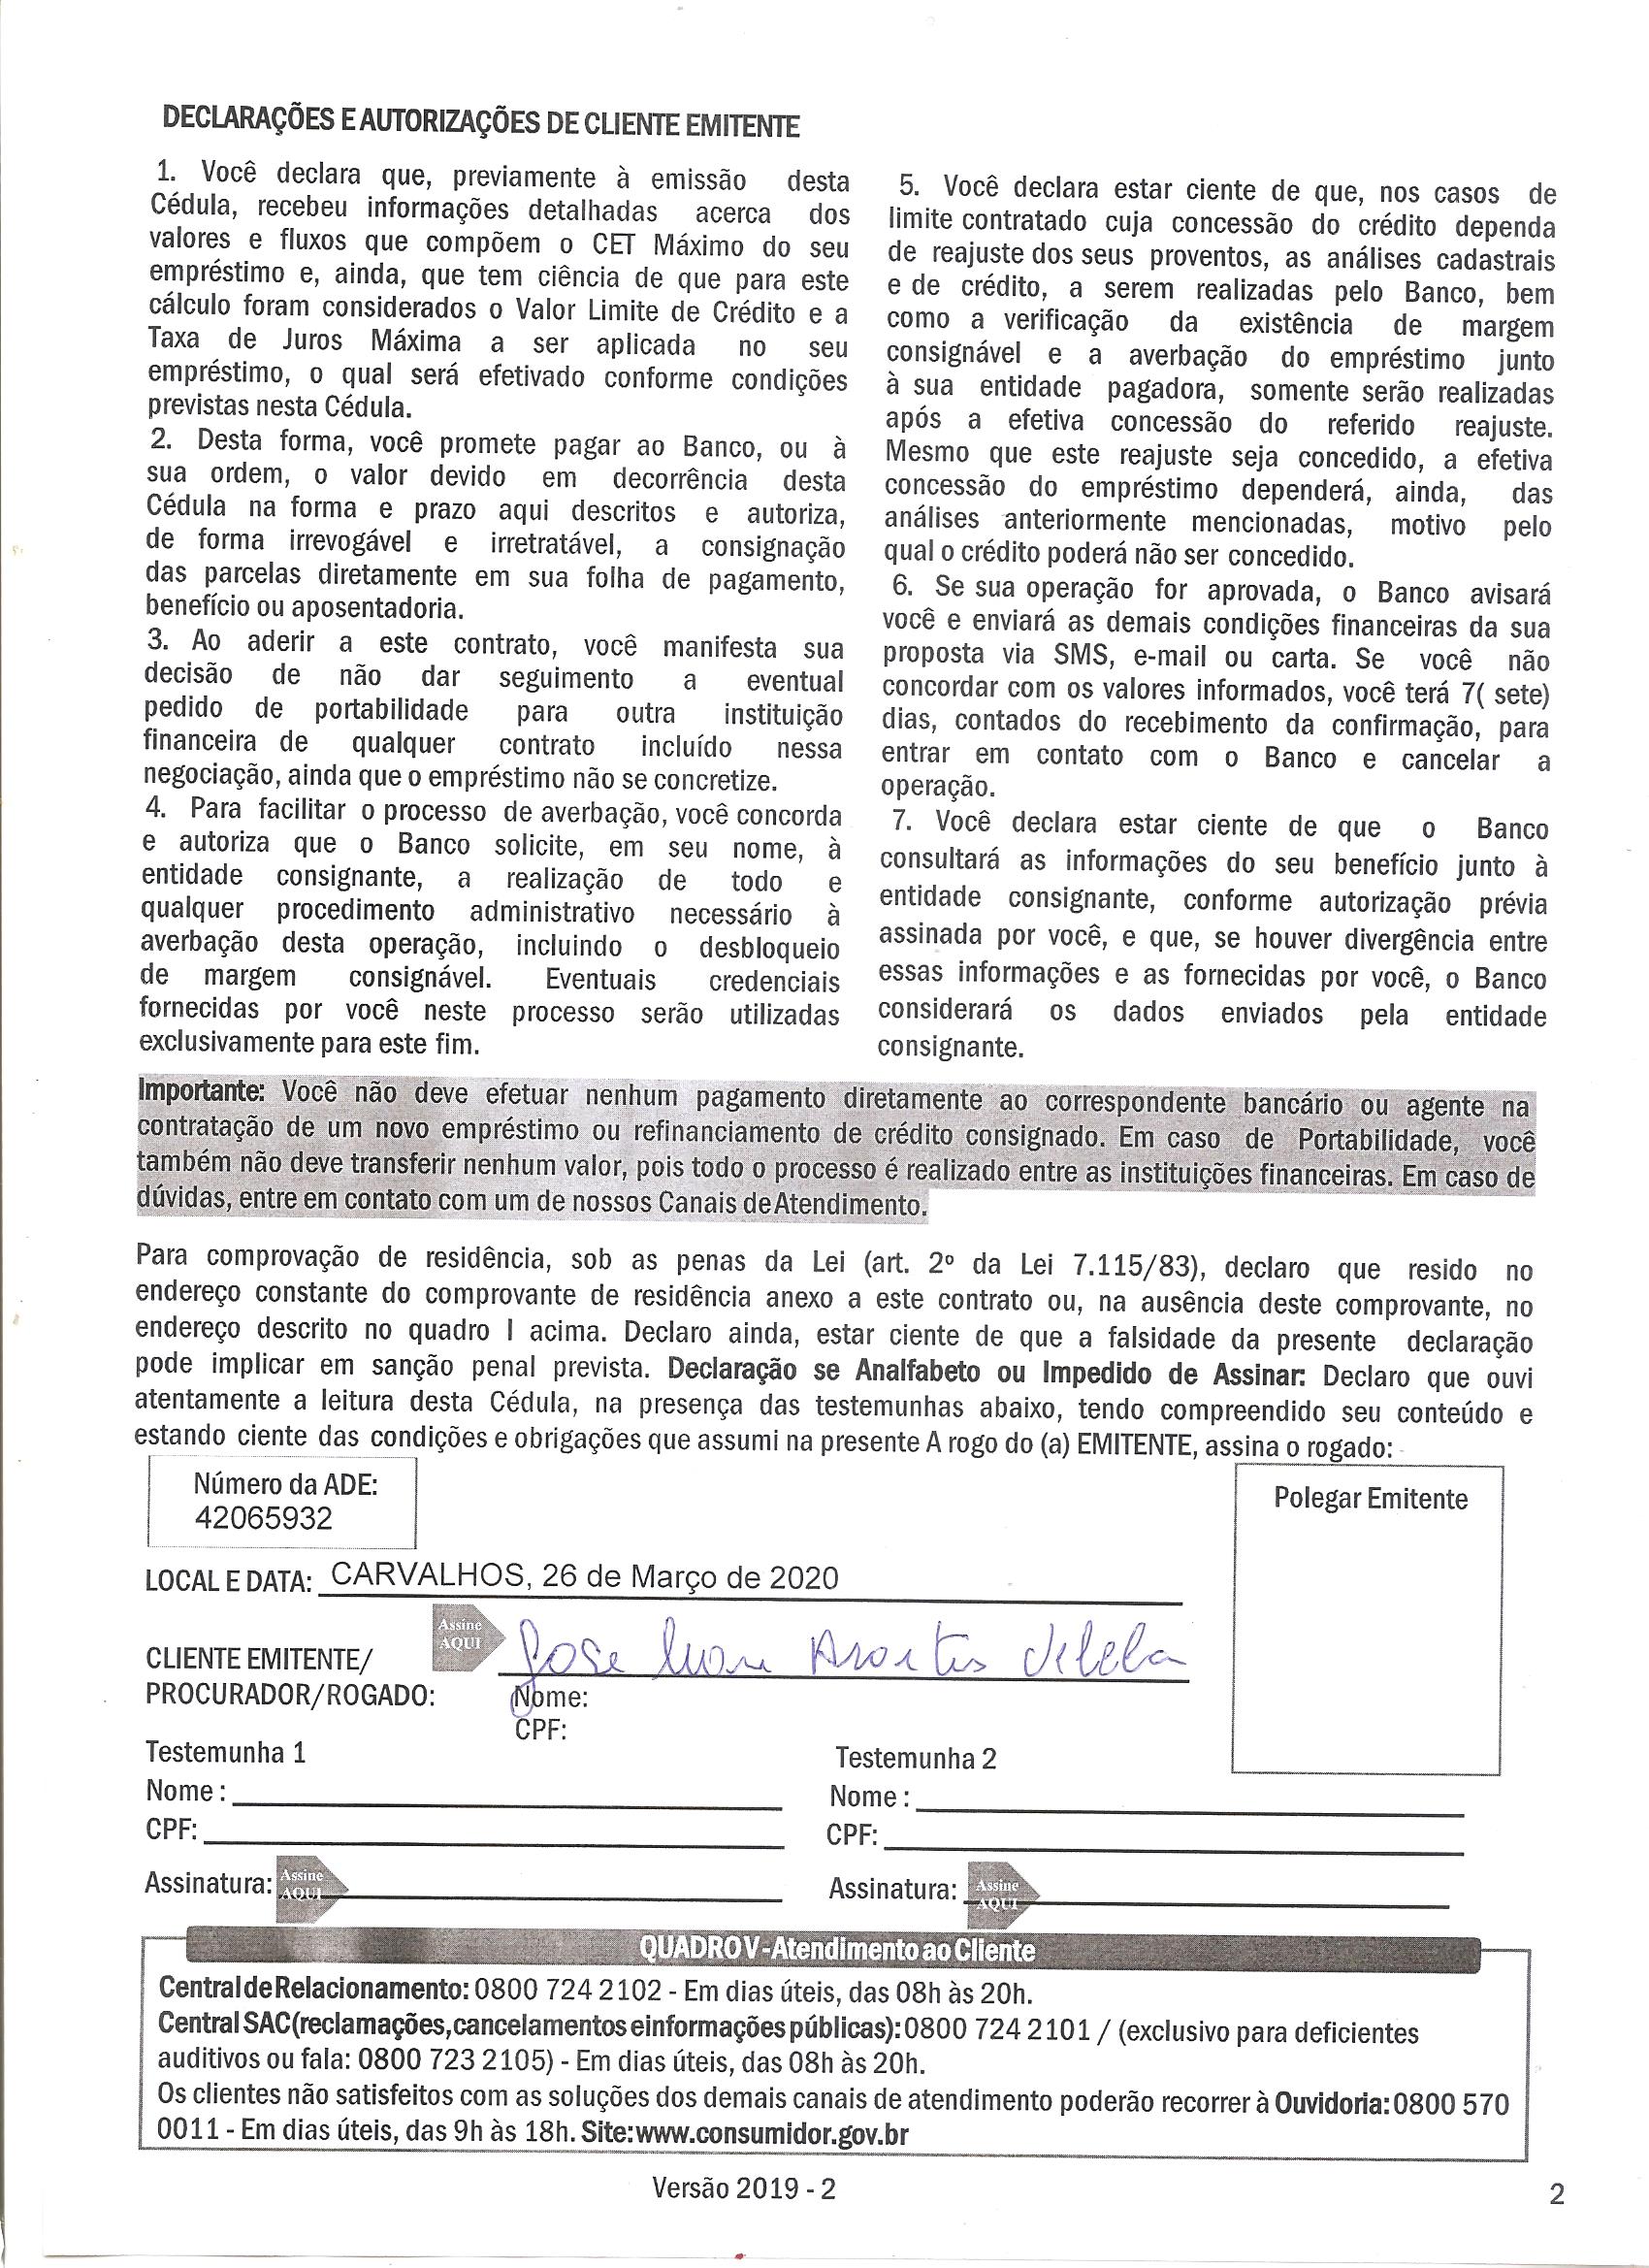 DECLARAÇÕES E AUTORIZAÇÕES DE CLIENTE EMITENTE
1. Você declara que, previamente à emissão desta
Cédula, recebeu informações detalhadas acerca dos
valores e fluxos que compõem o CET Máximo do seu
empréstimo e, ainda, que tem ciência de que para este
cálculo foram considerados o Valor Limite de Crédito e a
Taxa de Juros Máxima a ser aplicada no seu
empréstimo, o qual será efetivado conforme condições
previstas nesta Cédula.
2. Desta forma, você promete pagar ao Banco, ou à
sua ordem, o valor devido em decorrência desta
Cédula na forma e prazo aqui descritos e autoriza,
de forma irrevogável e irretratável, a consignação
das parcelas diretamente em sua folha de pagamento,
benefício ou aposentadoria.
3. Ao aderir a este contrato, você manifesta sua
decisão de não dar seguimento a eventual
pedido de portabilidade para outra instituição
financeira de qualquer contrato incluído nessa
negociação, ainda que o empréstimo não se concretize.
4. Para facilitar o processo de averbação, você concorda
e autoriza que o Banco solicite, em seu nome, à
entidade consignante, a realização de todo e
qualquer procedimento administrativo necessário à
averbação desta operação, incluindo o desbloqueio
de margem consignável. Eventuais credenciais
fornecidas por você neste processo serão utilizadas
exclusivamente para este fim.
5. Você declara estar ciente de que, nos casos de
limite contratado cuja concessão do crédito dependa
de reajuste dos seus proventos, as análises cadastrais
e de crédito, a serem realizadas pelo Banco, bem
como a verificação da existência de margem
consignável e a averbação do empréstimo junto
à sua entidade pagadora, somente serão realizadas
após a efetiva concessão do referido reajuste.
Mesmo que este reajuste seja concedido, a efetiva
concessão do empréstimo dependerá, ainda, das
análises anteriormente mencionadas, motivo pelo
qual o crédito poderá não ser concedido.
6. Se sua operação for aprovada, o Banco avisará
você e enviará as demais condições financeiras da sua
proposta via SMS, e-mail ou carta. Se você não
concordar com os valores informados, você terá 7( sete)
dias, contados do recebimento da confirmação, para
entrar em contato com o Banco e cancelar a
operação.
7. Você declara estar ciente de que o Banco
consultará as informações do seu benefício junto à
entidade consignante, conforme autorização prévia
assinada por você, e que, se houver divergência entre
essas informações e as fornecidas por você, o Banco
considerará os dados enviados pela entidade
consignante.
Importante: Você não deve efetuar nenhum pagamento diretamente ao correspondente bancário ou agente na
contratação de um novo empréstimo ou refinanciamento de crédito consignado. Em caso de Portabilidade, você
também não deve transferir nenhum valor, pois todo o processo é realizado entre as instituições financeiras. Em caso de
dúvidas, entre em contato com um de nossos Canais de Atendimento.
Para comprovação de residência, sob as penas da Lei (art. 2º da Lei 7.115/83), declaro que resido no
endereço constante do comprovante de residência anexo a este contrato ou, na ausência deste comprovante, no
endereço descrito no quadro I acima. Declaro ainda, estar ciente de que a falsidade da presente declaração
pode implicar em sanção penal prevista. Declaração se Analfabeto ou Impedido de Assinar: Declaro que ouvi
atentamente a leitura desta Cédula, na presença das testemunhas abaixo, tendo compreendido seu conteúdo e
estando ciente das condições e obrigações que assumi na presente A rogo do (a) EMITENTE, assina o rogado:
Número da ADE:
42065932
Polegar Emitente
LOCAL E DATA: CARVALHOS, 26 de Março de 2020
Assine
AQUI
CLIENTE EMITENTE/
PROCURADOR/ROGADO:
Jose
Nome:
CPF:
Testemunha 1
Nome :
CPF:
Assinatura: Assine
AQUI
Testemunha 2
Nome :
CPF:
Assinatura: Assine
AQUI
QUADRO V - Atendimento ao Cliente
Central de Relacionamento: 0800 724 2102 - Em dias úteis, das 08h às 20h.
Central SAC (reclamações, cancelamentos e informações públicas): 0800 724 2101 / (exclusivo para deficientes
auditivos ou fala: 0800 723 2105) - Em dias úteis, das 08h às 20h.
Os clientes não satisfeitos com as soluções dos demais canais de atendimento poderão recorrer à Ouvidoria: 0800 570
0011 - Em dias úteis, das 9h às 18h. Site: www.consumidor.gov.br
Versão 2019 - 2
2